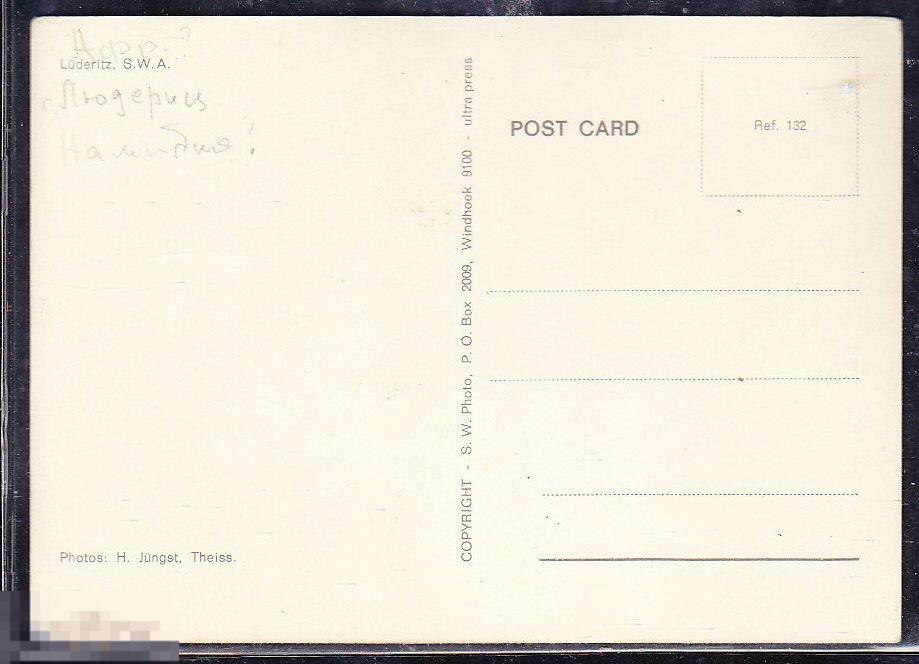 Афр.?
Lüderitz, S.W.A.
Людериц
Намибия?
Photos: H. Jüngst, Theiss.
COPYRIGHT - S. W. Photo, P. O. Box 2009, Windhoek 9100 - ultra press
POST CARD
Ref. 132